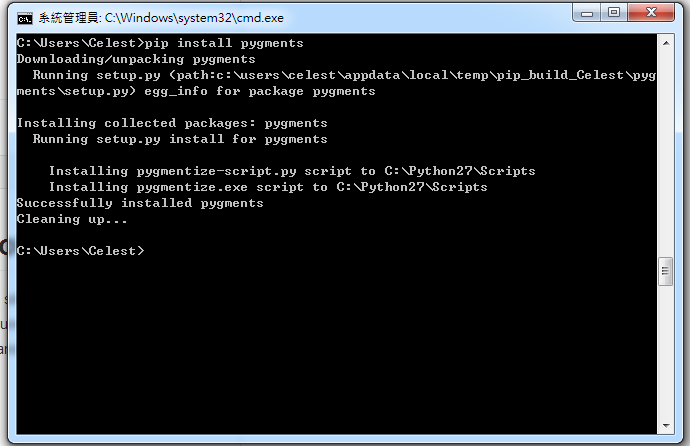 系統管理員: C:\Windows\system32\cmd.exe
C:\Users\Celest>pip install pygments
Downloading/unpacking pygments
  Running setup.py (path:c:\users\celest\appdata\local\temp\pip_build_Celest\pyg
ments\setup.py) egg_info for package pygments

Installing collected packages: pygments
  Running setup.py install for pygments

    Installing pygmentize-script.py script to C:\Python27\Scripts
    Installing pygmentize.exe script to C:\Python27\Scripts
Successfully installed pygments
Cleaning up...

C:\Users\Celest>